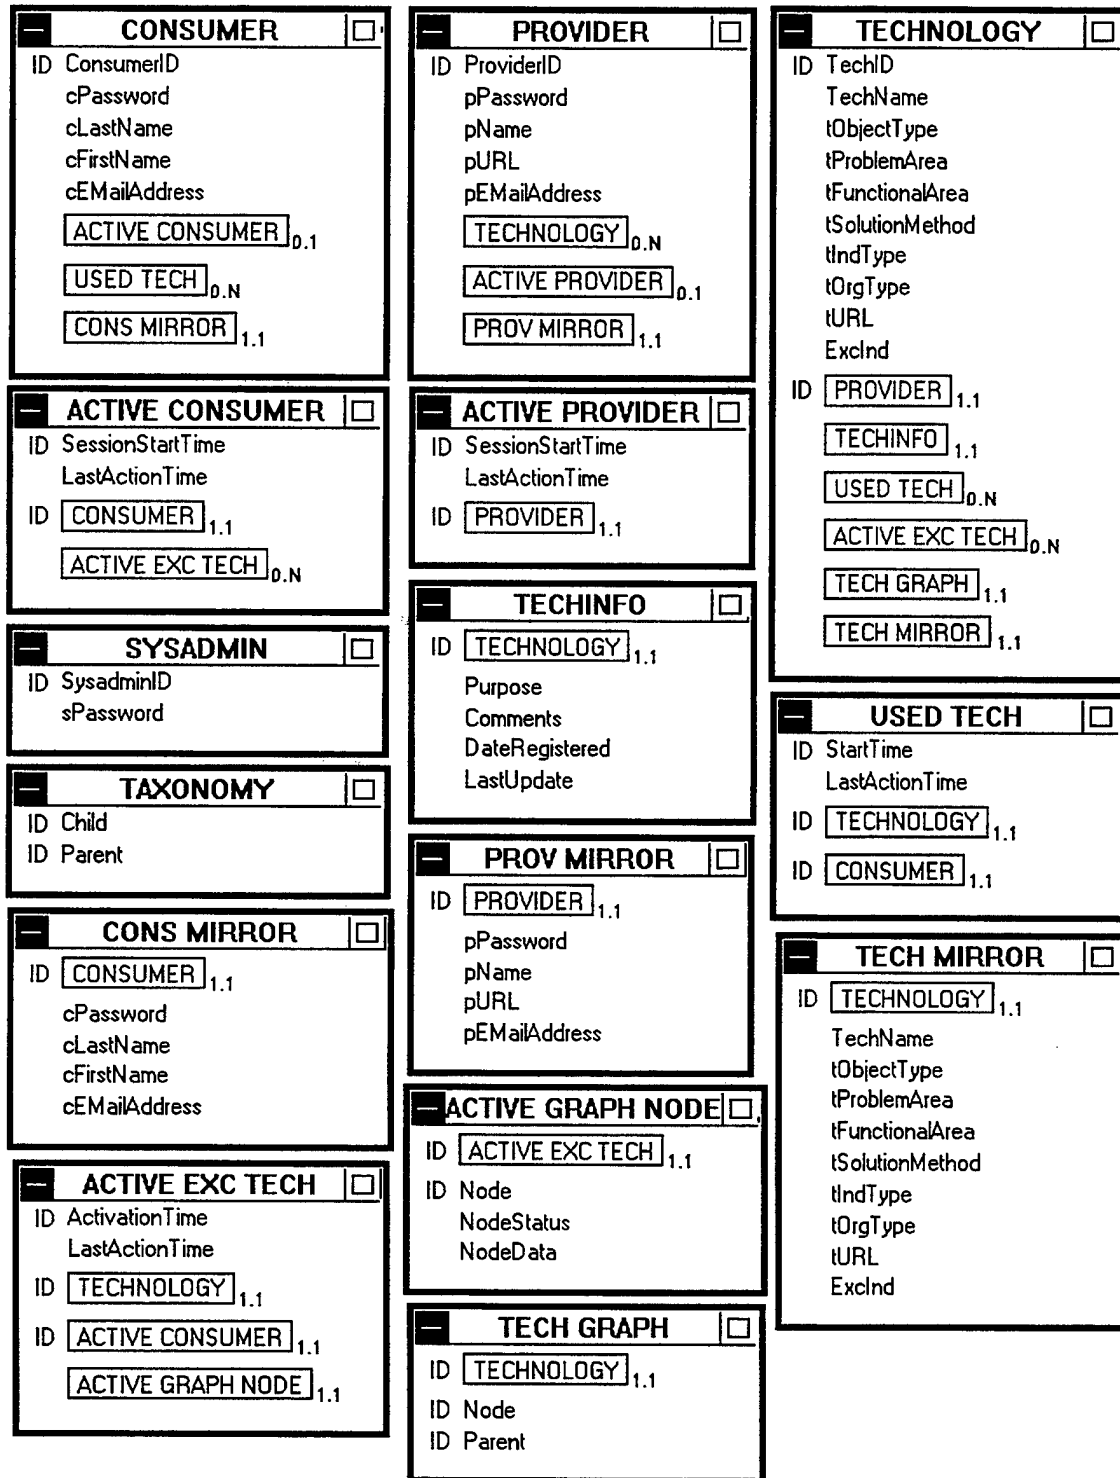 CONSUMER
ID ConsumerID
cPassword
cLastName
cFirstName
cEMailAddress
ACTIVE CONSUMER 0.1
USED TECH 0.N
CONS MIRROR 1.1
ACTIVE CONSUMER
ID SessionStartTime
LastActionTime
ID CONSUMER 1.1
ACTIVE EXC TECH 0.N
SYSADMIN
ID SysadminID
sPassword
TAXONOMY
ID Child
ID Parent
CONS MIRROR
ID CONSUMER 1.1
cPassword
cLastName
cFirstName
cEMailAddress
ACTIVE EXC TECH
ID ActivationTime
LastActionTime
ID TECHNOLOGY 1.1
ID ACTIVE CONSUMER 1.1
ACTIVE GRAPH NODE 1.1
PROVIDER
ID ProviderID
pPassword
pName
pURL
pEMailAddress
TECHNOLOGY 0.N
ACTIVE PROVIDER 0.1
PROV MIRROR 1.1
ACTIVE PROVIDER
ID SessionStartTime
LastActionTime
ID PROVIDER 1.1
TECHINFO
ID TECHNOLOGY 1.1
Purpose
Comments
DateRegistered
LastUpdate
PROV MIRROR
ID PROVIDER 1.1
pPassword
pName
pURL
pEMailAddress
ACTIVE GRAPH NODE
ID ACTIVE EXC TECH 1.1
ID Node
NodeStatus
NodeData
TECH GRAPH
ID TECHNOLOGY 1.1
ID Node
ID Parent
TECHNOLOGY
ID TechID
TechName
tObjectType
tProblemArea
tFunctionalArea
tSolutionMethod
tIndType
tOrgType
tURL
ExcInd
ID PROVIDER 1.1
TECHINFO 1.1
USED TECH 0.N
ACTIVE EXC TECH 0.N
TECH GRAPH 1.1
TECH MIRROR 1.1
USED TECH
ID StartTime
LastActionTime
ID TECHNOLOGY 1.1
ID CONSUMER 1.1
TECH MIRROR
ID TECHNOLOGY 1.1
TechName
tObjectType
tProblemArea
tFunctionalArea
tSolutionMethod
tIndType
tOrgType
tURL
ExcInd